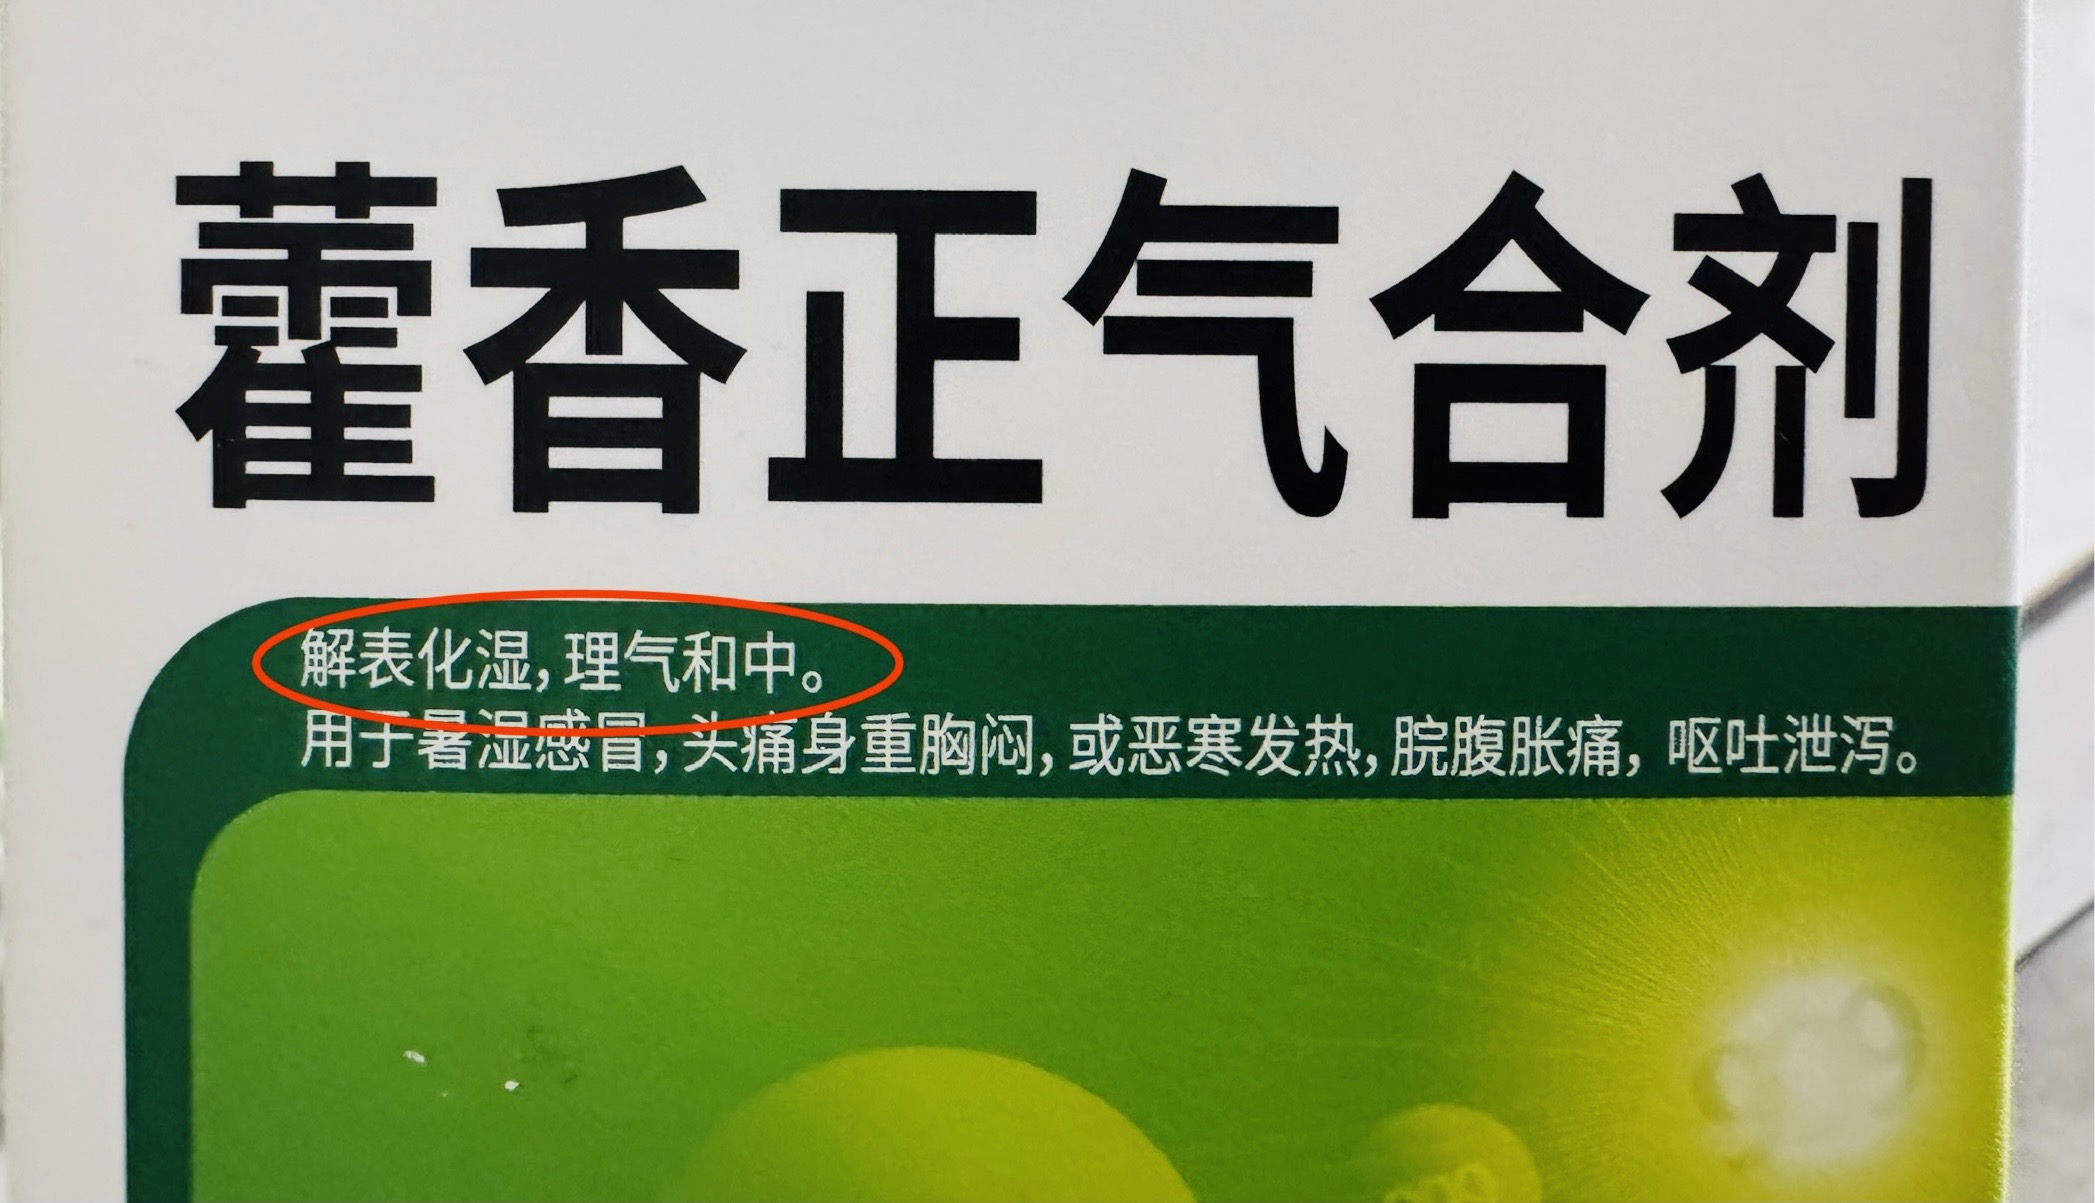 藿香正气合剂
解表化湿，理气和中。
用于暑湿感冒，头痛身重胸闷，或恶寒发热，脘腹胀痛，呕吐泄泻。